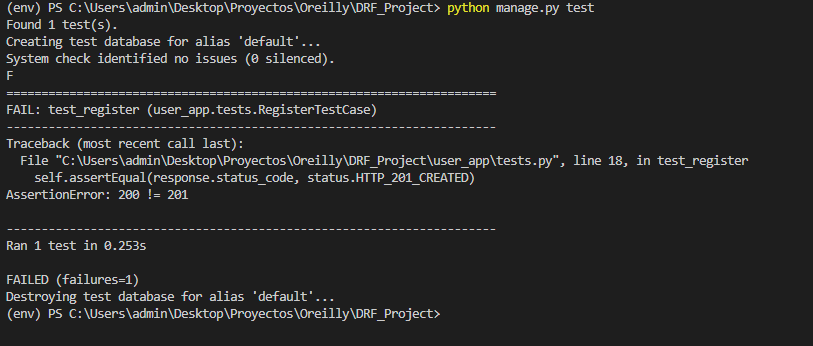 (env) PS C:\Users\admin\Desktop\Proyectos\Oreilly\DRF_Project> python manage.py test
Found 1 test(s).
Creating test database for alias 'default'...
System check identified no issues (0 silenced).
F
======================================================================
FAIL: test_register (user_app.tests.RegisterTestCase)
----------------------------------------------------------------------
Traceback (most recent call last):
  File "C:\Users\admin\Desktop\Proyectos\Oreilly\DRF_Project\user_app\tests.py", line 18, in test_register
    self.assertEqual(response.status_code, status.HTTP_201_CREATED)
AssertionError: 200 != 201

----------------------------------------------------------------------
Ran 1 test in 0.253s

FAILED (failures=1)
Destroying test database for alias 'default'...
(env) PS C:\Users\admin\Desktop\Proyectos\Oreilly\DRF_Project>